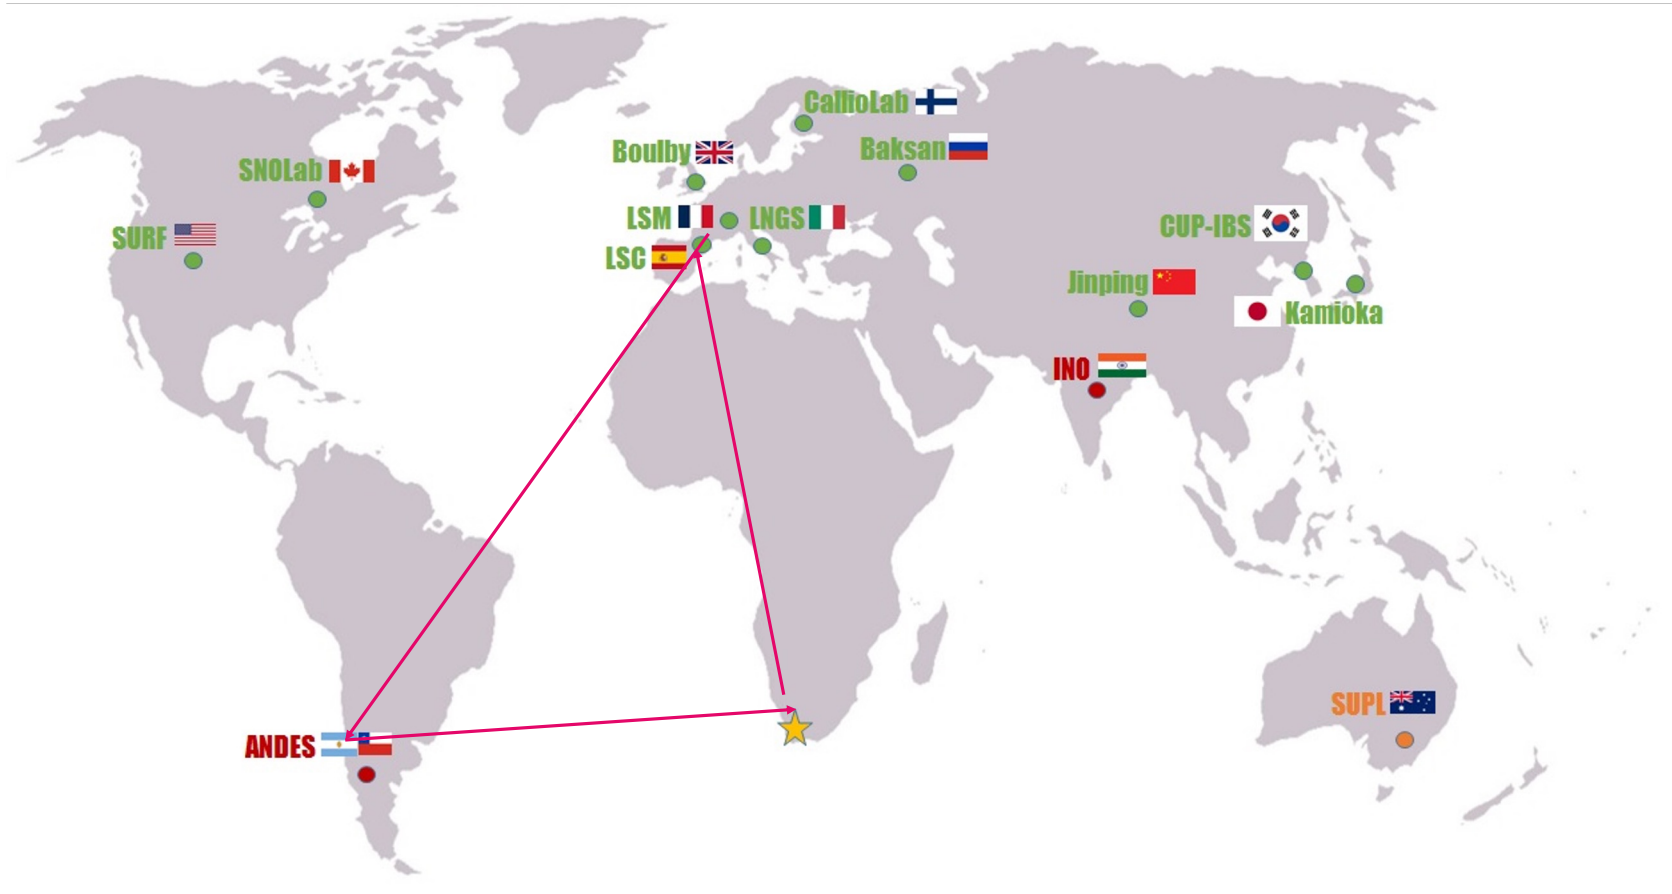 CallioLab
Boulby
Baksan
SNOLab
LSM
LNGS
SURF
CUP-IBS
LSC
Jinping
Kamioka
INO
SUPL
ANDES